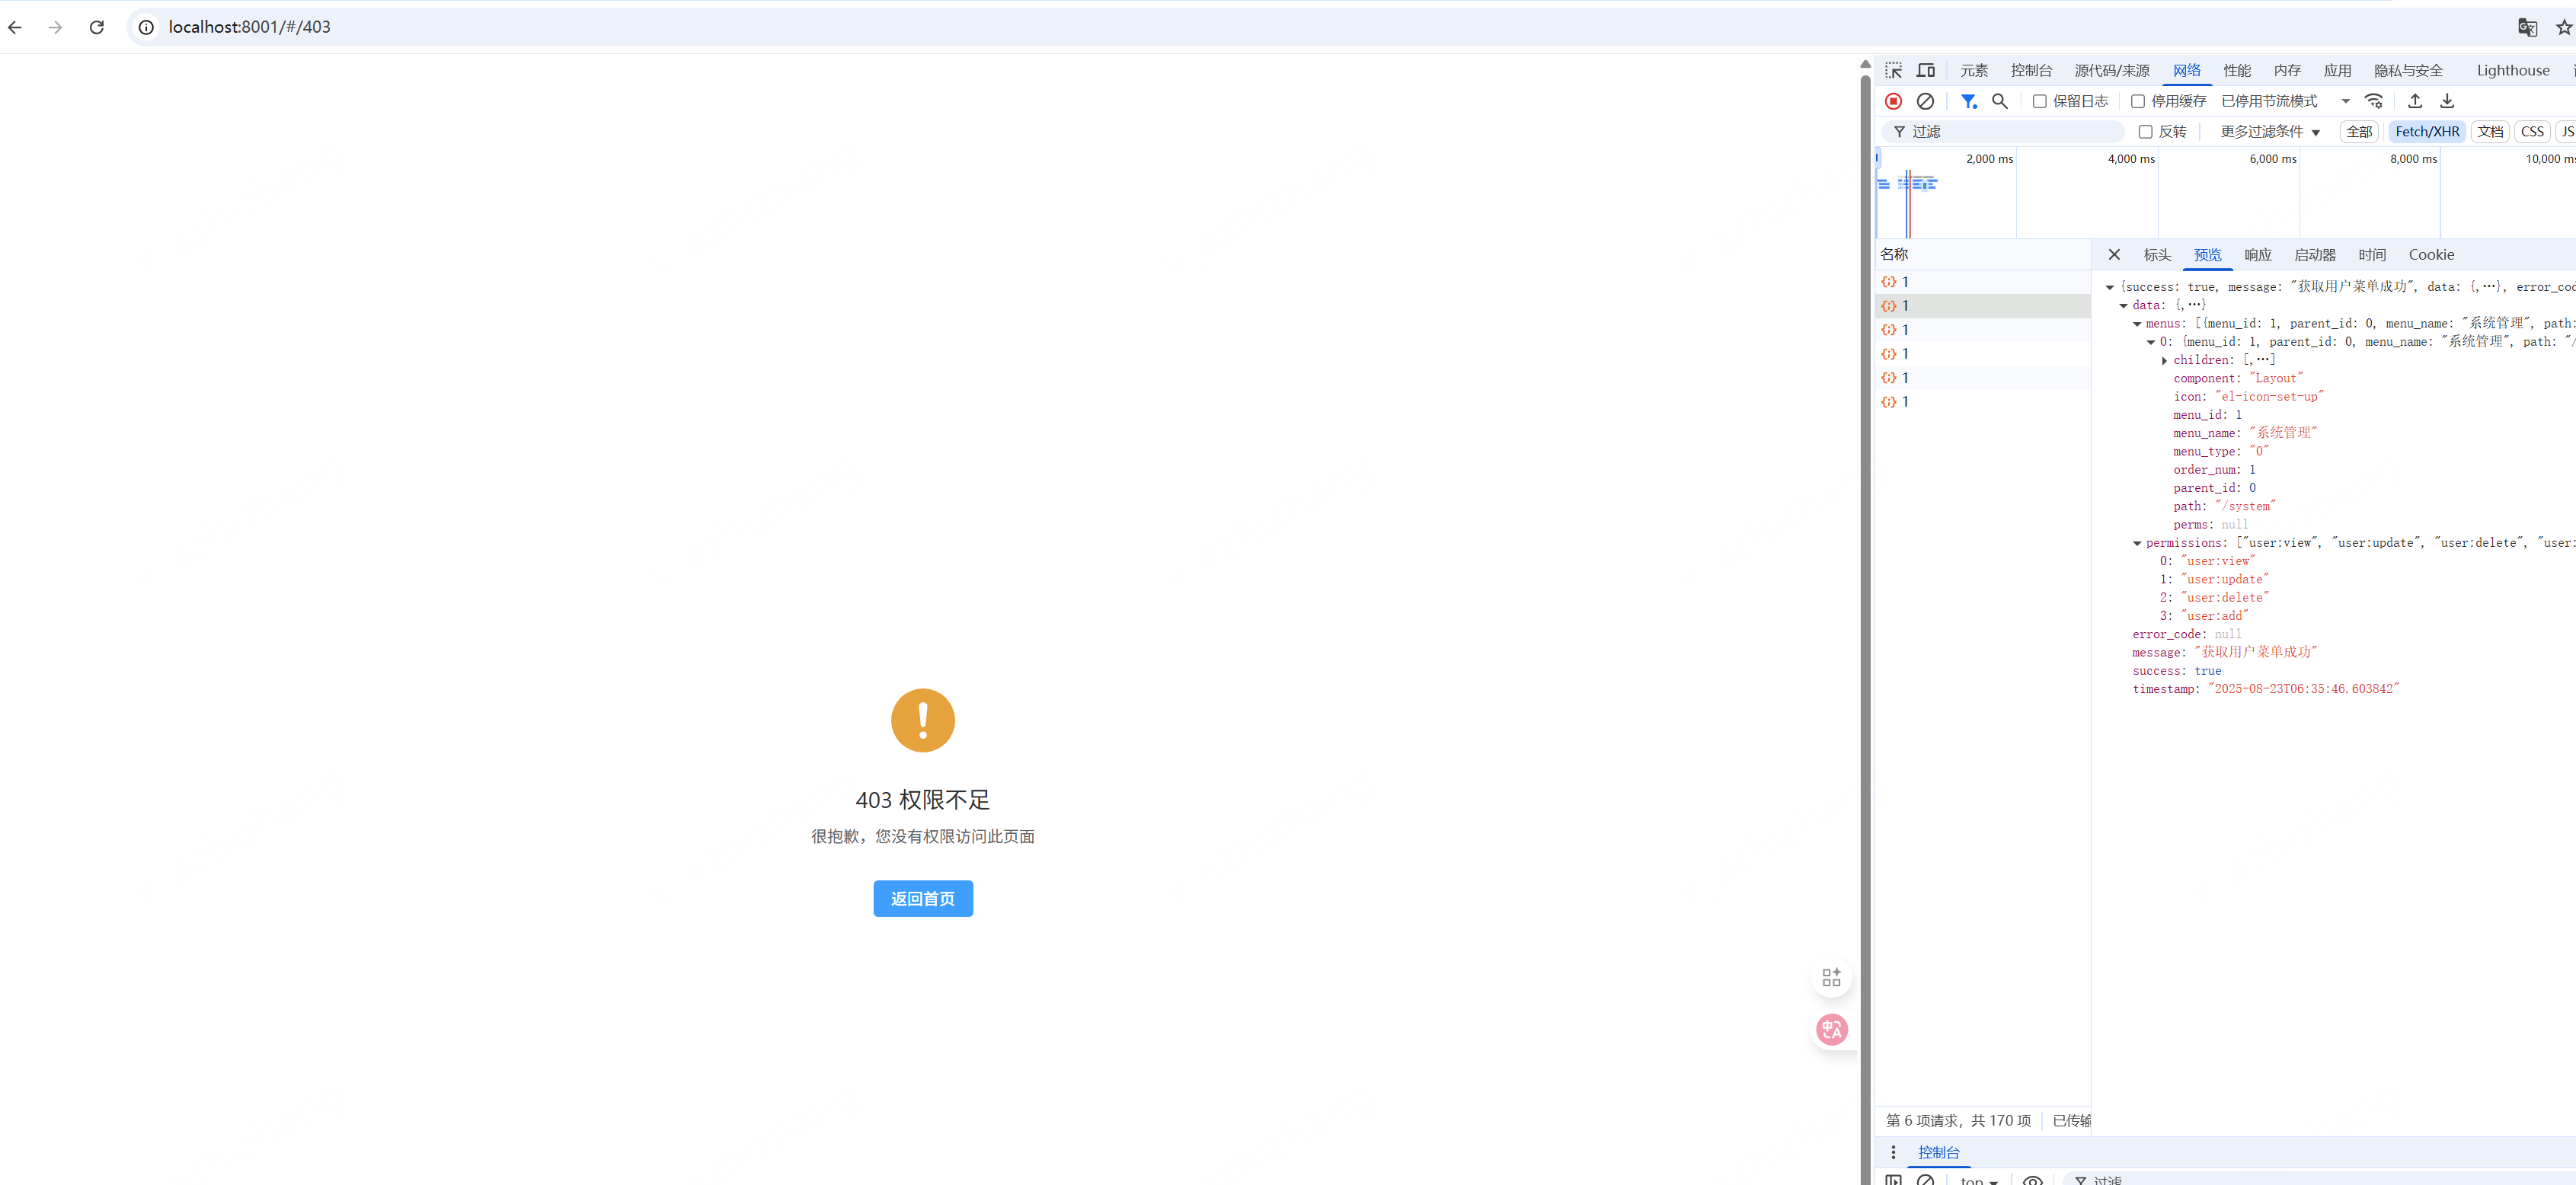 localhost:8001/#/403
元素 控制台 源代码/来源 网络 性能 内存 应用 隐私与安全 Lighthouse
保留日志 停用缓存 已停用节流模式
过滤 反转 更多过滤条件 全部 Fetch/XHR 文档 CSS JS
2,000 ms 4,000 ms 6,000 ms 8,000 ms 10,000 ms
名称 标头 预览 响应 启动器 时间 Cookie
1
1
1
1
1
1
{success: true, message: "获取用户菜单成功", data: {,…}, error_cod
data: {,…}
menus: [{menu_id: 1, parent_id: 0, menu_name: "系统管理", path:
0: {menu_id: 1, parent_id: 0, menu_name: "系统管理", path: "/
children: [,…]
component: "Layout"
icon: "el-icon-set-up"
menu_id: 1
menu_name: "系统管理"
menu_type: "0"
order_num: 1
parent_id: 0
path: "/system"
perms: null
permissions: ["user:view", "user:update", "user:delete", "user:
0: "user:view"
1: "user:update"
2: "user:delete"
3: "user:add"
error_code: null
message: "获取用户菜单成功"
success: true
timestamp: "2025-08-23T06:35:46.603842"
403 权限不足
很抱歉，您没有权限访问此页面
返回首页
第 6 项请求，共 170 项 已传输
控制台
top 过滤